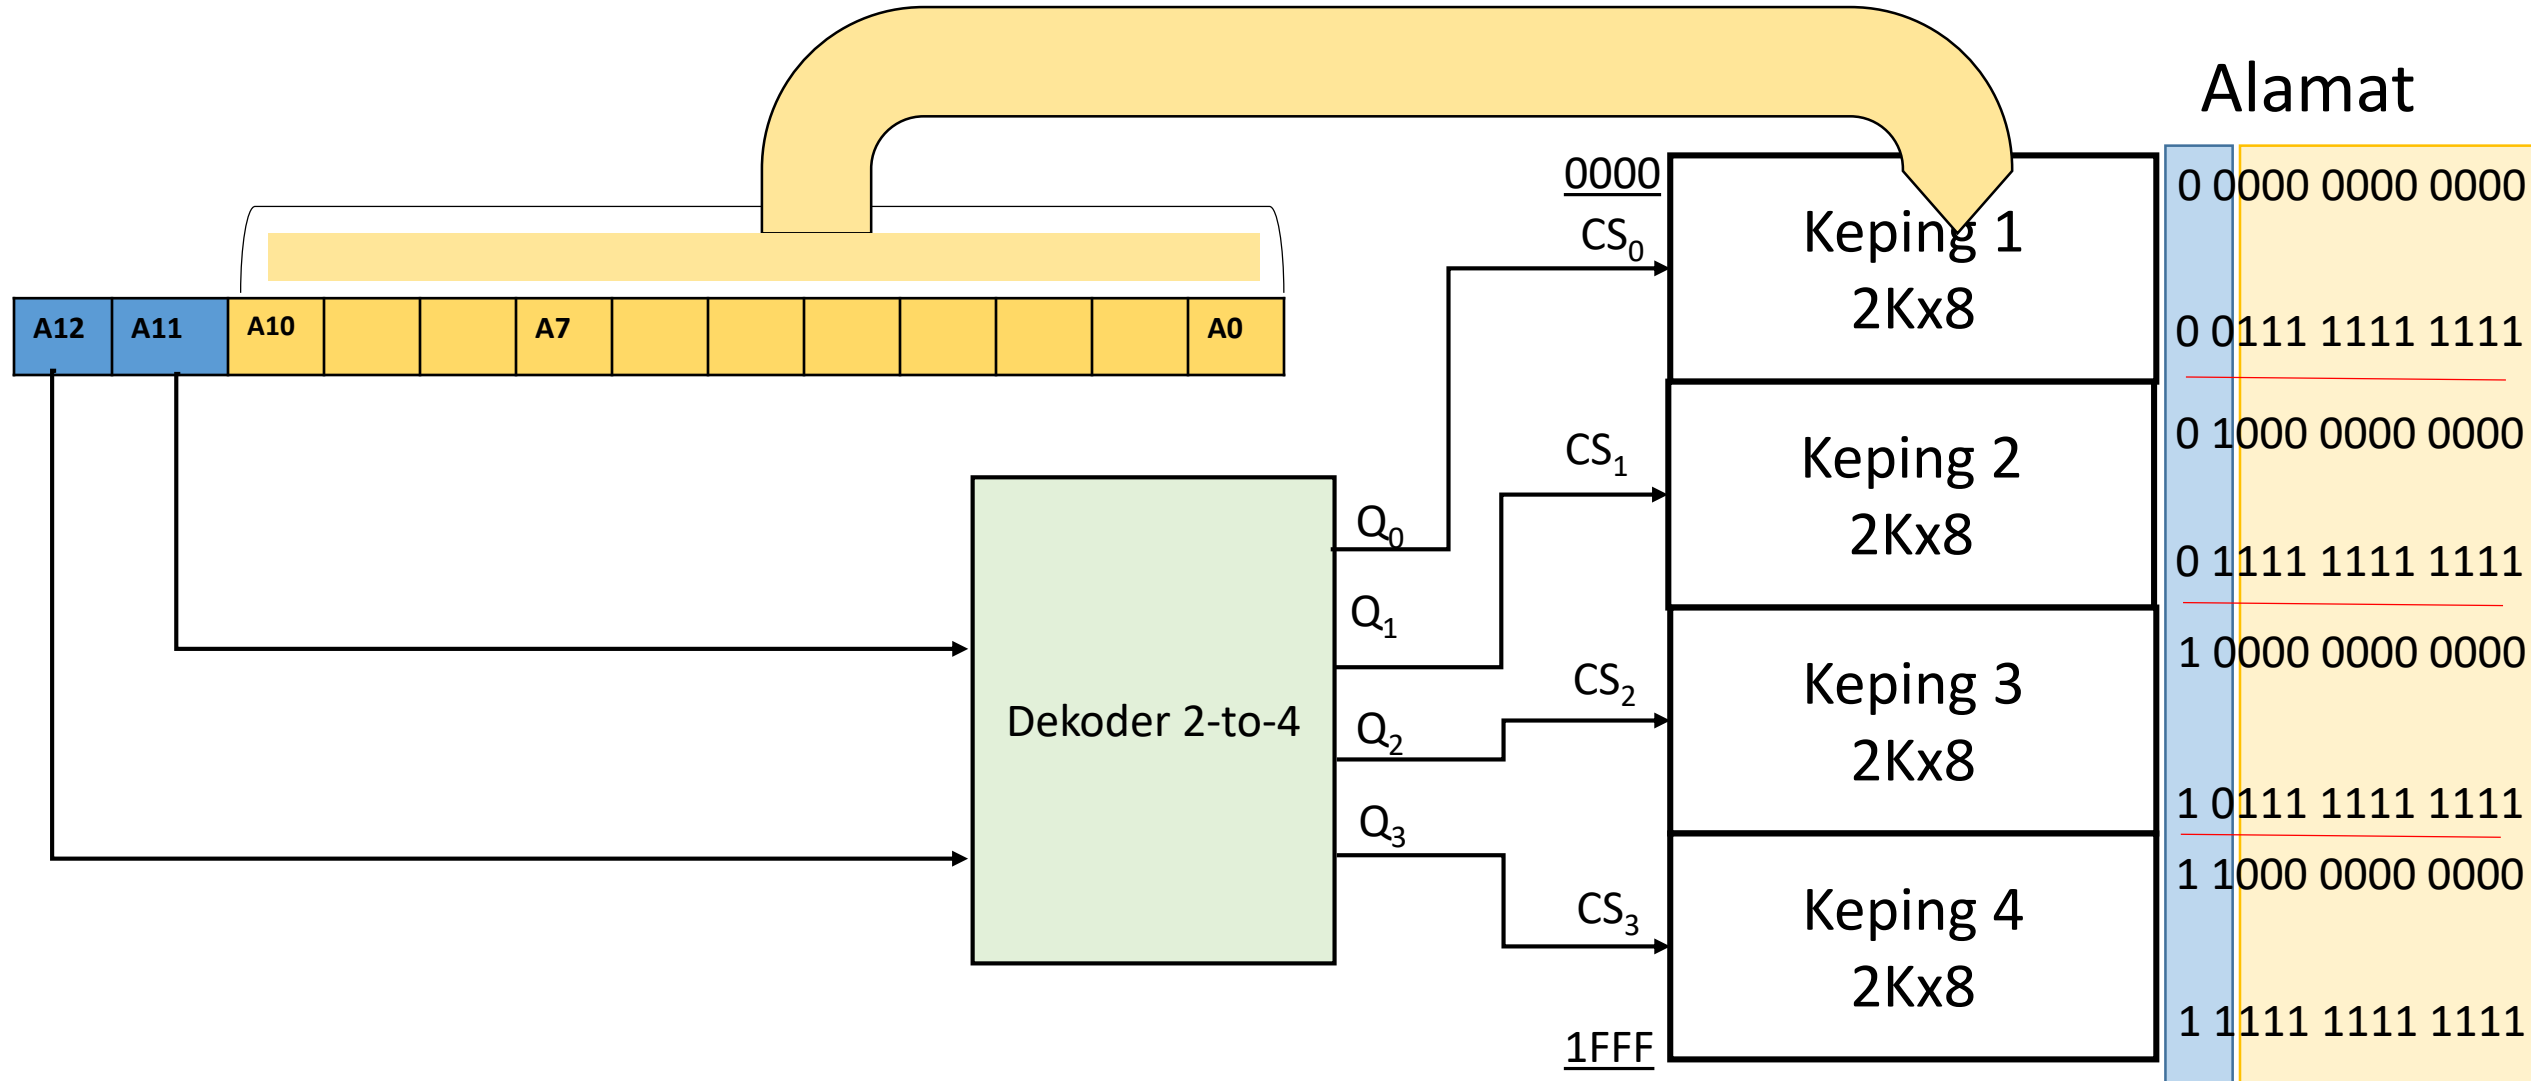 Alamat
0000
CS0
Keping 1
2Kx8
0 0000 0000 0000
0 0111 1111 1111
A12 A11 A10 A7 A0
CS1
Keping 2
2Kx8
0 1000 0000 0000
0 1111 1111 1111
Dekoder 2-to-4
Q0
Q1
Q2
Q3
CS2
Keping 3
2Kx8
1 0000 0000 0000
1 0111 1111 1111
CS3
Keping 4
2Kx8
1 1000 0000 0000
1 1111 1111 1111
1FFF